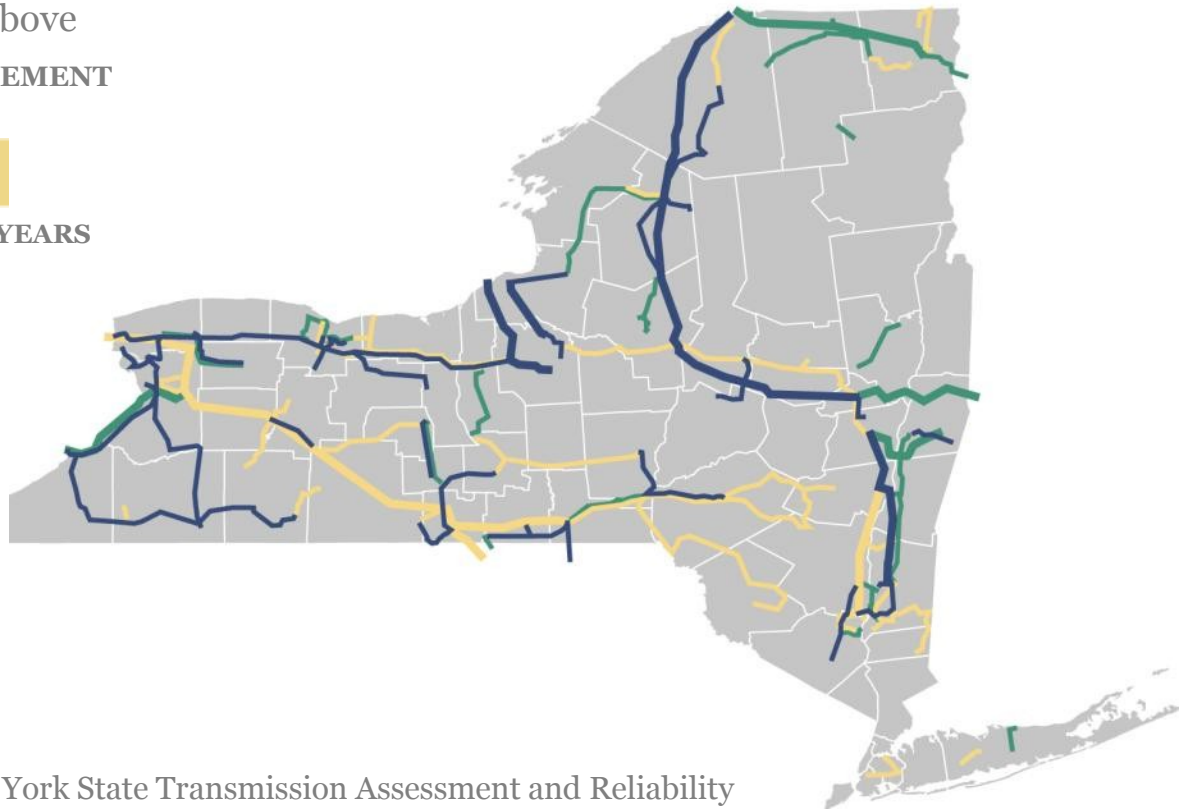 bove
EMENT
YEARS
York State Transmission Assessment and Reliability